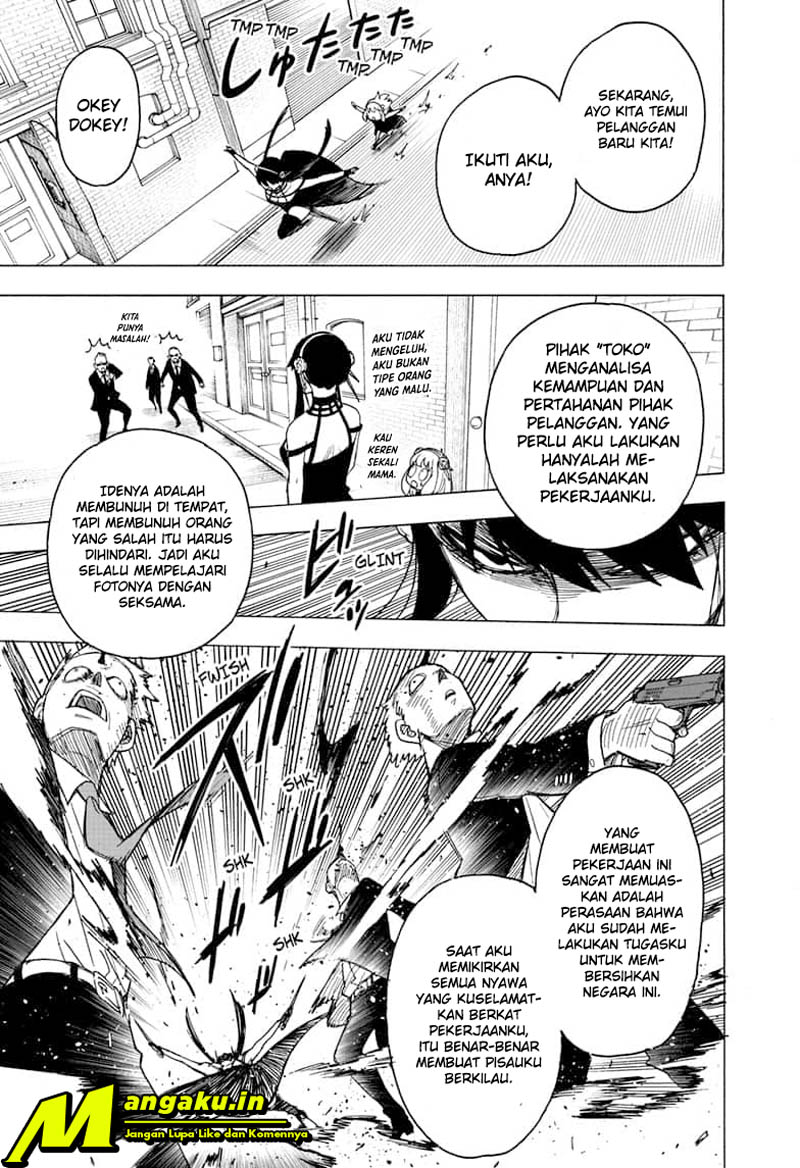 SEKARANG,
AYO KITA TEMUI
PELANGGAN
BARU KITA!
IKUTI AKU,
ANYA!
TMP TMP
TMP
TMP
TMP
しゅたたた
OKEY
DOKEY!
PIHAK "TOKO"
MENGANALISA
KEMAMPUAN DAN
PERTAHANAN PIHAK
PELANGGAN. YANG
PERLU AKU LAKUKAN
HANYALAH ME-
LAKSANAKAN
PEKERJAANKU.
AKU TIDAK
MENGELUH,
AKU BUKAN
TIPE ORANG
YANG MALU.
KAU
KEREN
SEKALI
MAMA.
KITA
PUNYA
MASALAH!
GLINT
ビュ
IDENYA ADALAH
MEMBUNUH DI TEMPAT,
TAPI MEMBUNUH ORANG
YANG SALAH ITU HARUS
DIHINDARI. JADI AKU
SELALU MEMPELAJARI
FOTONYA DENGAN
SEKSAMA.
FWISH
SHK
SHK
SHK
YANG
MEMBUAT
PEKERJAAN INI
SANGAT MEMUAS-
KAN ADALAH
PERASAAN BAHWA
AKU SUDAH ME-
LAKUKAN TUGASKU
UNTUK MEM-
BERSIHKAN
NEGARA INI.
SAAT AKU
MEMIKIRKAN
SEMUA NYAWA
YANG KUSELAMAT-
KAN BERKAT
PEKERJAANKU,
ITU BENAR-BENAR
MEMBUAT PISAUKU
BERKILAU.
Mangaku.in
Jangan Lupa Like dan Komennya